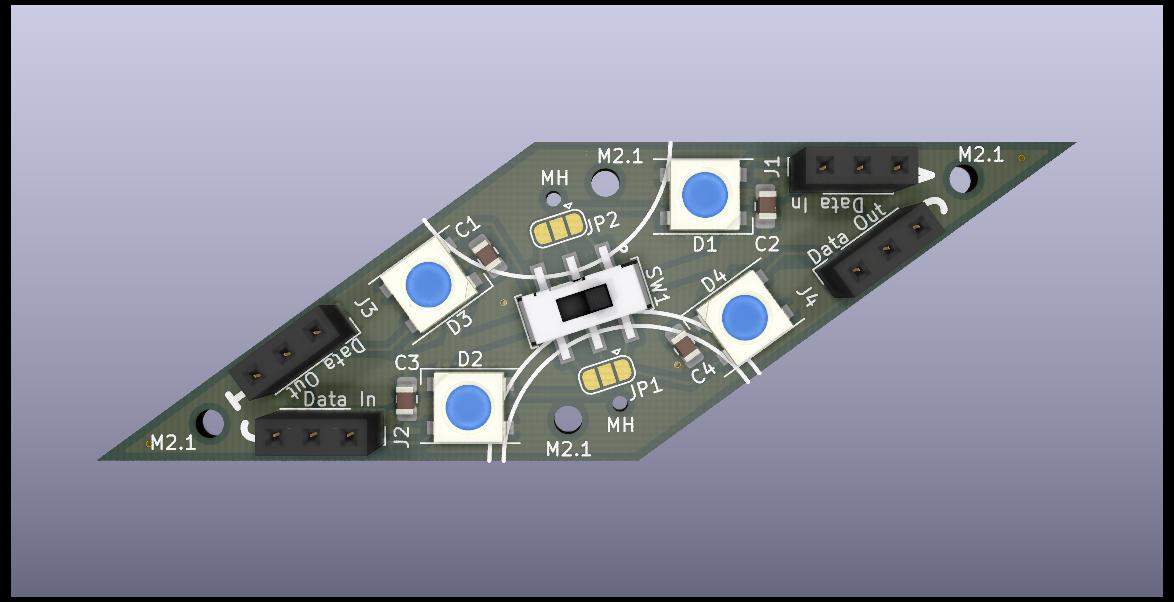 M2.1
M2.1
MH
JP2
J1
Data In
C1
D1
C2
Data Out
SW1
D4
J3
J4
D3
Data Out
C3
D2
C4
Data In
JP1
J2
MH
M2.1
M2.1